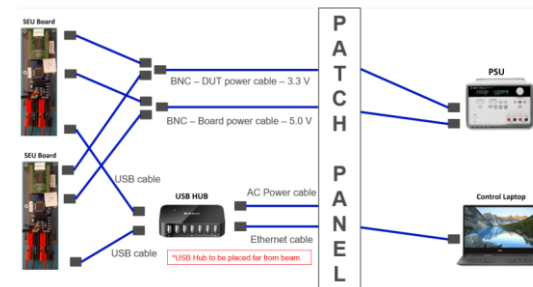 SEU Board
PATCH PANEL
PSU
BNC – DUT power cable – 3.3 V
BNC – Board power cable – 5.0 V
SEU Board
USB cable
USB HUB
AC Power cable
Control Laptop
Ethernet cable
USB cable
*USB Hub to be placed far from beam